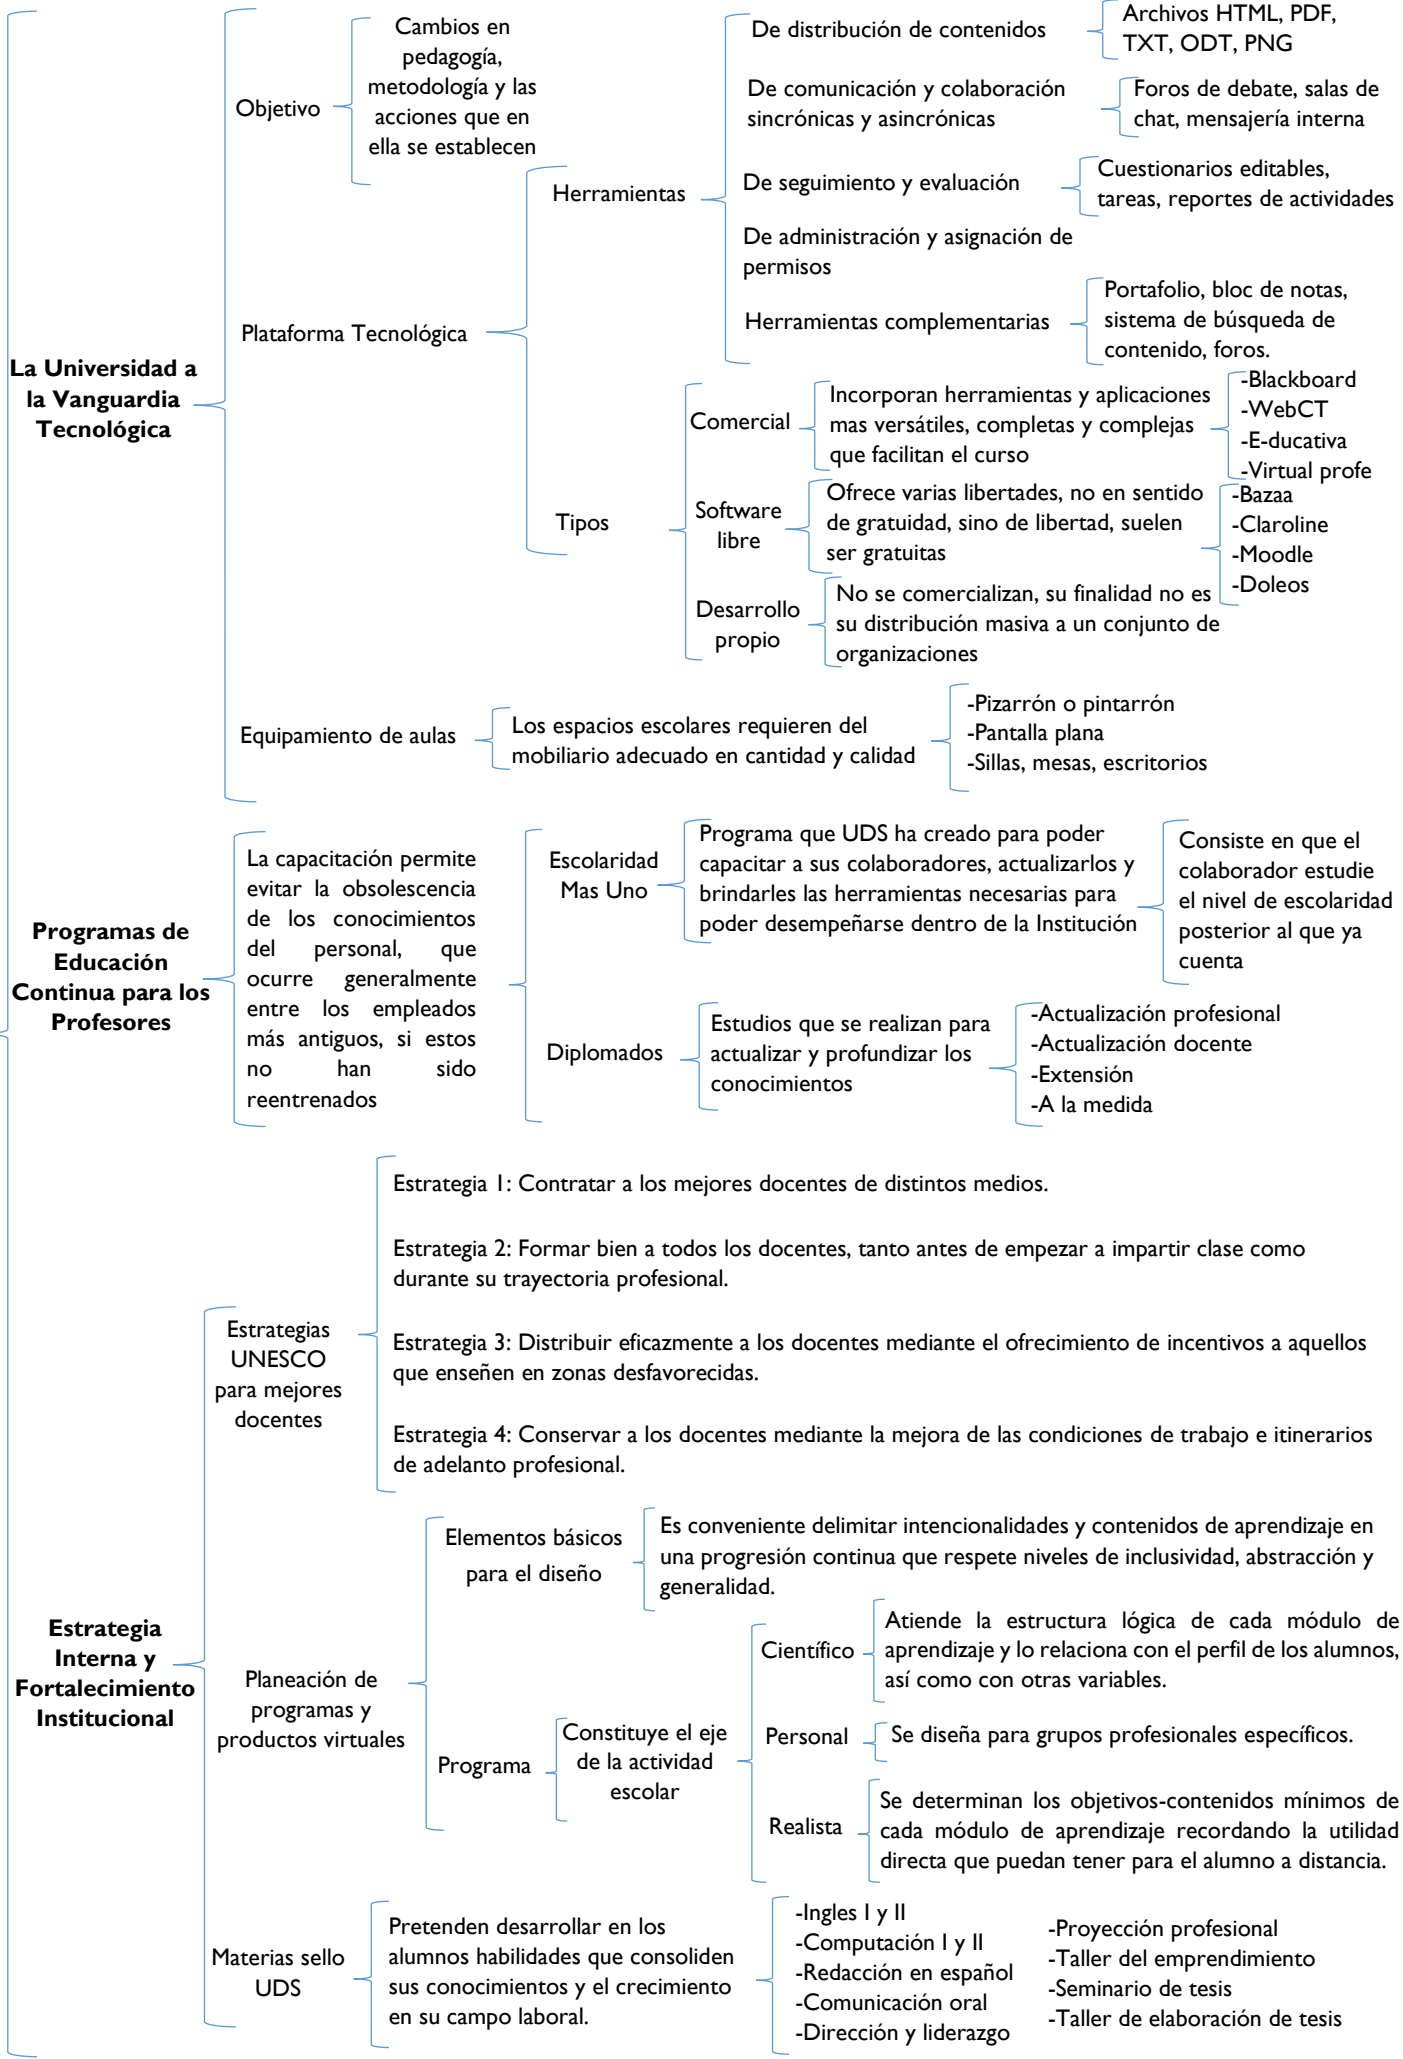 La Universidad a
la Vanguardia
Tecnológica
Objetivo
Cambios en
pedagogía,
metodología y las
acciones que en
ella se establecen
Plataforma Tecnológica
Herramientas
De distribución de contenidos
Archivos HTML, PDF,
TXT, ODT, PNG
De comunicación y colaboración
sincrónicas y asincrónicas
Foros de debate, salas de
chat, mensajería interna
De seguimiento y evaluación
Cuestionarios editables,
tareas, reportes de actividades
De administración y asignación de
permisos
Herramientas complementarias
Portafolio, bloc de notas,
sistema de búsqueda de
contenido, foros.
Tipos
Comercial
Incorporan herramientas y aplicaciones
mas versátiles, completas y complejas
que facilitan el curso
-Blackboard
-WebCT
-E-ducativa
-Virtual profe
Software
libre
Ofrece varias libertades, no en sentido
de gratuidad, sino de libertad, suelen
ser gratuitas
-Bazaa
-Claroline
-Moodle
-Doleos
Desarrollo
propio
No se comercializan, su finalidad no es
su distribución masiva a un conjunto de
organizaciones
Equipamiento de aulas
Los espacios escolares requieren del
mobiliario adecuado en cantidad y calidad
-Pizarrón o pintarrón
-Pantalla plana
-Sillas, mesas, escritorios
Programas de
Educación
Continua para los
Profesores
La capacitación permite
evitar la obsolescencia
de los conocimientos
del personal, que
ocurre generalmente
entre los empleados
más antiguos, si estos
no han sido
reentrenados
Escolaridad
Mas Uno
Programa que UDS ha creado para poder
capacitar a sus colaboradores, actualizarlos y
brindarles las herramientas necesarias para
poder desempeñarse dentro de la Institución
Consiste en que el
colaborador estudie
el nivel de escolaridad
posterior al que ya
cuenta
Diplomados
Estudios que se realizan para
actualizar y profundizar los
conocimientos
-Actualización profesional
-Actualización docente
-Extensión
-A la medida
Estrategia
Interna y
Fortalecimiento
Institucional
Estrategias
UNESCO
para mejores
docentes
Estrategia 1: Contratar a los mejores docentes de distintos medios.
Estrategia 2: Formar bien a todos los docentes, tanto antes de empezar a impartir clase como
durante su trayectoria profesional.
Estrategia 3: Distribuir eficazmente a los docentes mediante el ofrecimiento de incentivos a aquellos
que enseñen en zonas desfavorecidas.
Estrategia 4: Conservar a los docentes mediante la mejora de las condiciones de trabajo e itinerarios
de adelanto profesional.
Planeación de
programas y
productos virtuales
Elementos básicos
para el diseño
Es conveniente delimitar intencionalidades y contenidos de aprendizaje en
una progresión continua que respete niveles de inclusividad, abstracción y
generalidad.
Programa
Constituye el eje
de la actividad
escolar
Científico
Atiende la estructura lógica de cada módulo de
aprendizaje y lo relaciona con el perfil de los alumnos,
así como con otras variables.
Personal
Se diseña para grupos profesionales específicos.
Realista
Se determinan los objetivos-contenidos mínimos de
cada módulo de aprendizaje recordando la utilidad
directa que puedan tener para el alumno a distancia.
Materias sello
UDS
Pretenden desarrollar en los
alumnos habilidades que consoliden
sus conocimientos y el crecimiento
en su campo laboral.
-Ingles I y II
-Computación I y II
-Redacción en español
-Comunicación oral
-Dirección y liderazgo
-Proyección profesional
-Taller del emprendimiento
-Seminario de tesis
-Taller de elaboración de tesis